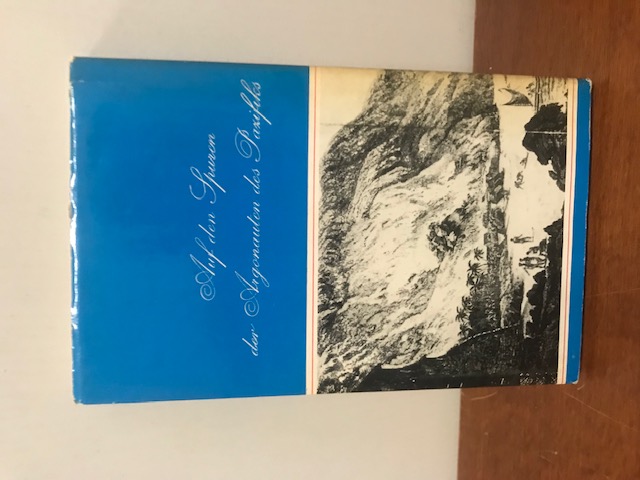 Auf den Spuren
der Argonauten des Pazifiks